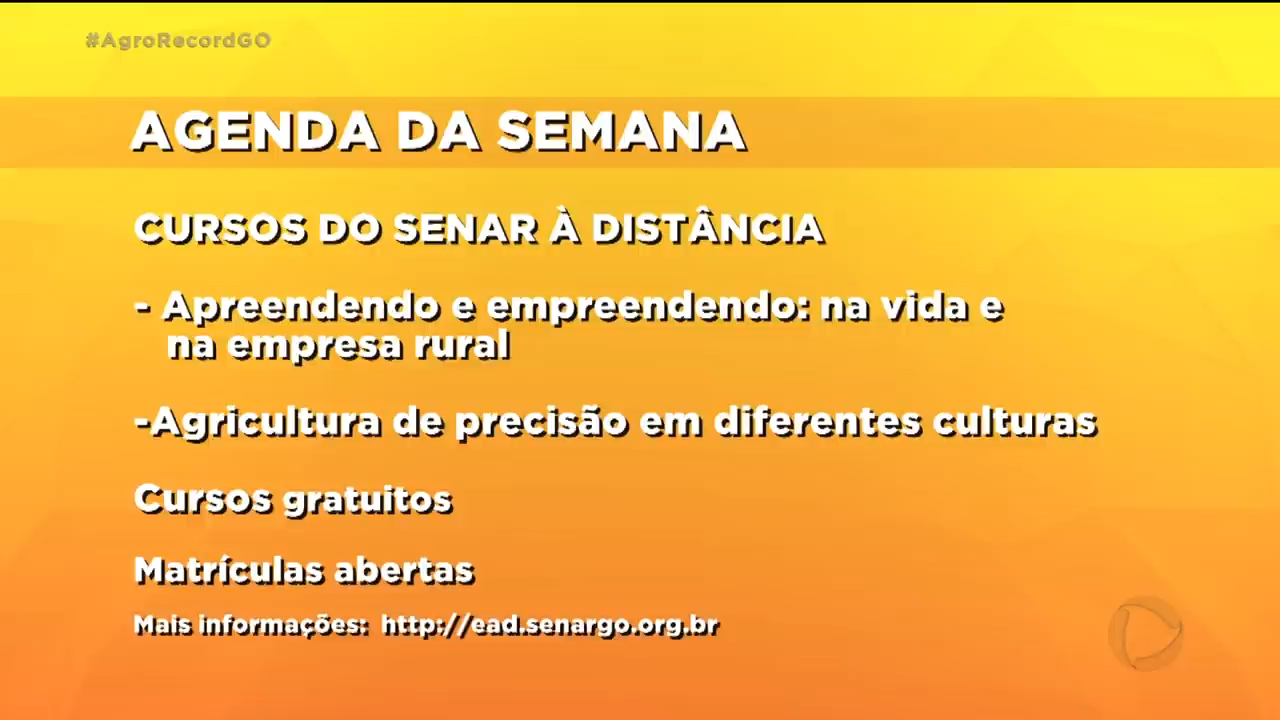 #AgroRecordGO
AGENDA DA SEMANA
CURSOS DO SENAR À DISTÂNCIA
- Apreendendo e empreendendo: na vida e
na empresa rural
-Agricultura de precisão em diferentes culturas
Cursos gratuitos
Matrículas abertas
Mais informações: http://ead.senargo.org.br